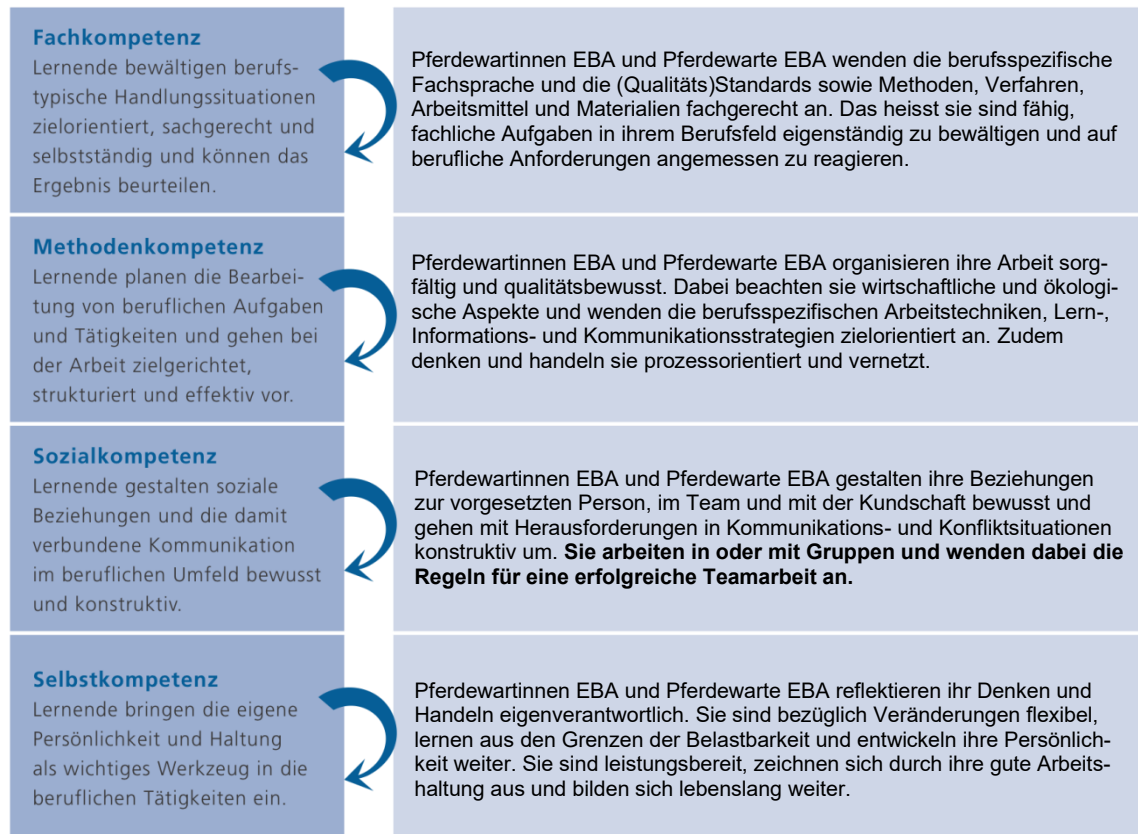 Fachkompetenz
Lernende bewältigen berufs-
typische Handlungssituationen
zielorientiert, sachgerecht und
selbstständig und können das
Ergebnis beurteilen.
Pferdewartinnen EBA und Pferdewarte EBA wenden die berufsspezifische
Fachsprache und die (Qualitäts)Standards sowie Methoden, Verfahren,
Arbeitsmittel und Materialien fachgerecht an. Das heisst sie sind fähig,
fachliche Aufgaben in ihrem Berufsfeld eigenständig zu bewältigen und auf
berufliche Anforderungen angemessen zu reagieren.
Methodenkompetenz
Lernende planen die Bearbei-
tung von beruflichen Aufgaben
und Tätigkeiten und gehen bei
der Arbeit zielgerichtet,
strukturiert und effektiv vor.
Pferdewartinnen EBA und Pferdewarte EBA organisieren ihre Arbeit sorg-
fältig und qualitätsbewusst. Dabei beachten sie wirtschaftliche und ökologi-
sche Aspekte und wenden die berufsspezifischen Arbeitstechniken, Lern-,
Informations- und Kommunikationsstrategien zielorientiert an. Zudem
denken und handeln sie prozessorientiert und vernetzt.
Sozialkompetenz
Lernende gestalten soziale
Beziehungen und die damit
verbundene Kommunikation
im beruflichen Umfeld bewusst
und konstruktiv.
Pferdewartinnen EBA und Pferdewarte EBA gestalten ihre Beziehungen
zur vorgesetzten Person, im Team und mit der Kundschaft bewusst und
gehen mit Herausforderungen in Kommunikations- und Konfliktsituationen
konstruktiv um. Sie arbeiten in oder mit Gruppen und wenden dabei die
Regeln für eine erfolgreiche Teamarbeit an.
Selbstkompetenz
Lernende bringen die eigene
Persönlichkeit und Haltung
als wichtiges Werkzeug in die
beruflichen Tätigkeiten ein.
Pferdewartinnen EBA und Pferdewarte EBA reflektieren ihr Denken und
Handeln eigenverantwortlich. Sie sind bezüglich Veränderungen flexibel,
lernen aus den Grenzen der Belastbarkeit und entwickeln ihre Persönlich-
keit weiter. Sie sind leistungsbereit, zeichnen sich durch ihre gute Arbeits-
haltung aus und bilden sich lebenslang weiter.